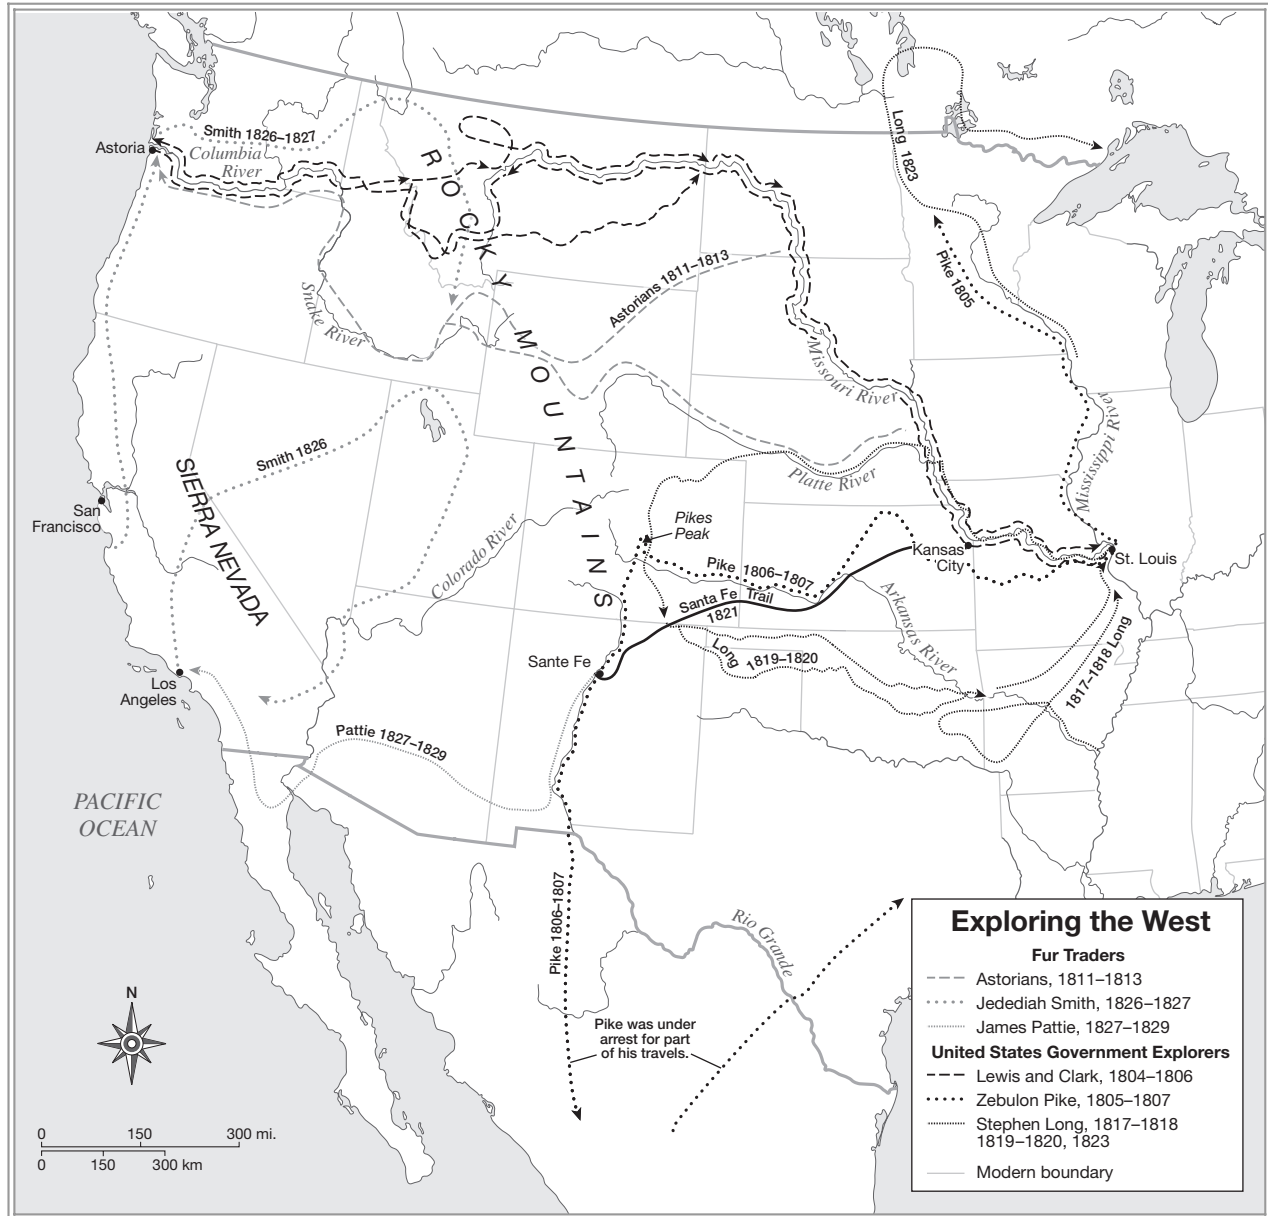 Smith 1826–1827
Astoria
Columbia
River
ROCKY MOUNTAINS
Long 1823
Pike 1805
Astorians 1811–1813
Snake River
Missouri River
Mississippi River
Smith 1826
Platte River
SIERRA NEVADA
San
Francisco
Pikes
Peak
Colorado River
Kansas
City
St. Louis
Pike 1806–1807
Santa Fe Trail
1821
Arkansas River
Sante Fe
Long 1819–1820
1817–1818 Long
Los
Angeles
Pattie 1827–1829
PACIFIC
OCEAN
Pike 1806–1807
Rio Grande
Pike was under
arrest for part
of his travels.
N
0 150 300 mi.
0 150 300 km
Exploring the West
Fur Traders
Astorians, 1811–1813
Jedediah Smith, 1826–1827
James Pattie, 1827–1829
United States Government Explorers
Lewis and Clark, 1804–1806
Zebulon Pike, 1805–1807
Stephen Long, 1817–1818
1819–1820, 1823
Modern boundary